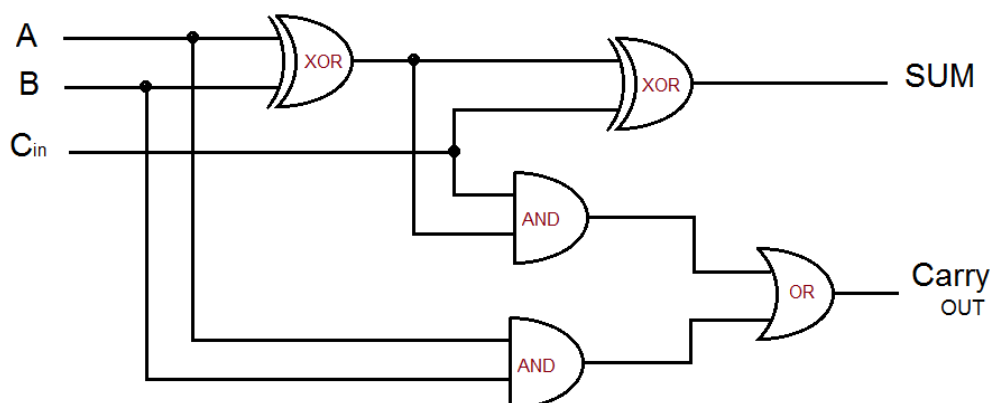 A
XOR
XOR
SUM
B
Cin
AND
Carry
OUT
OR
AND